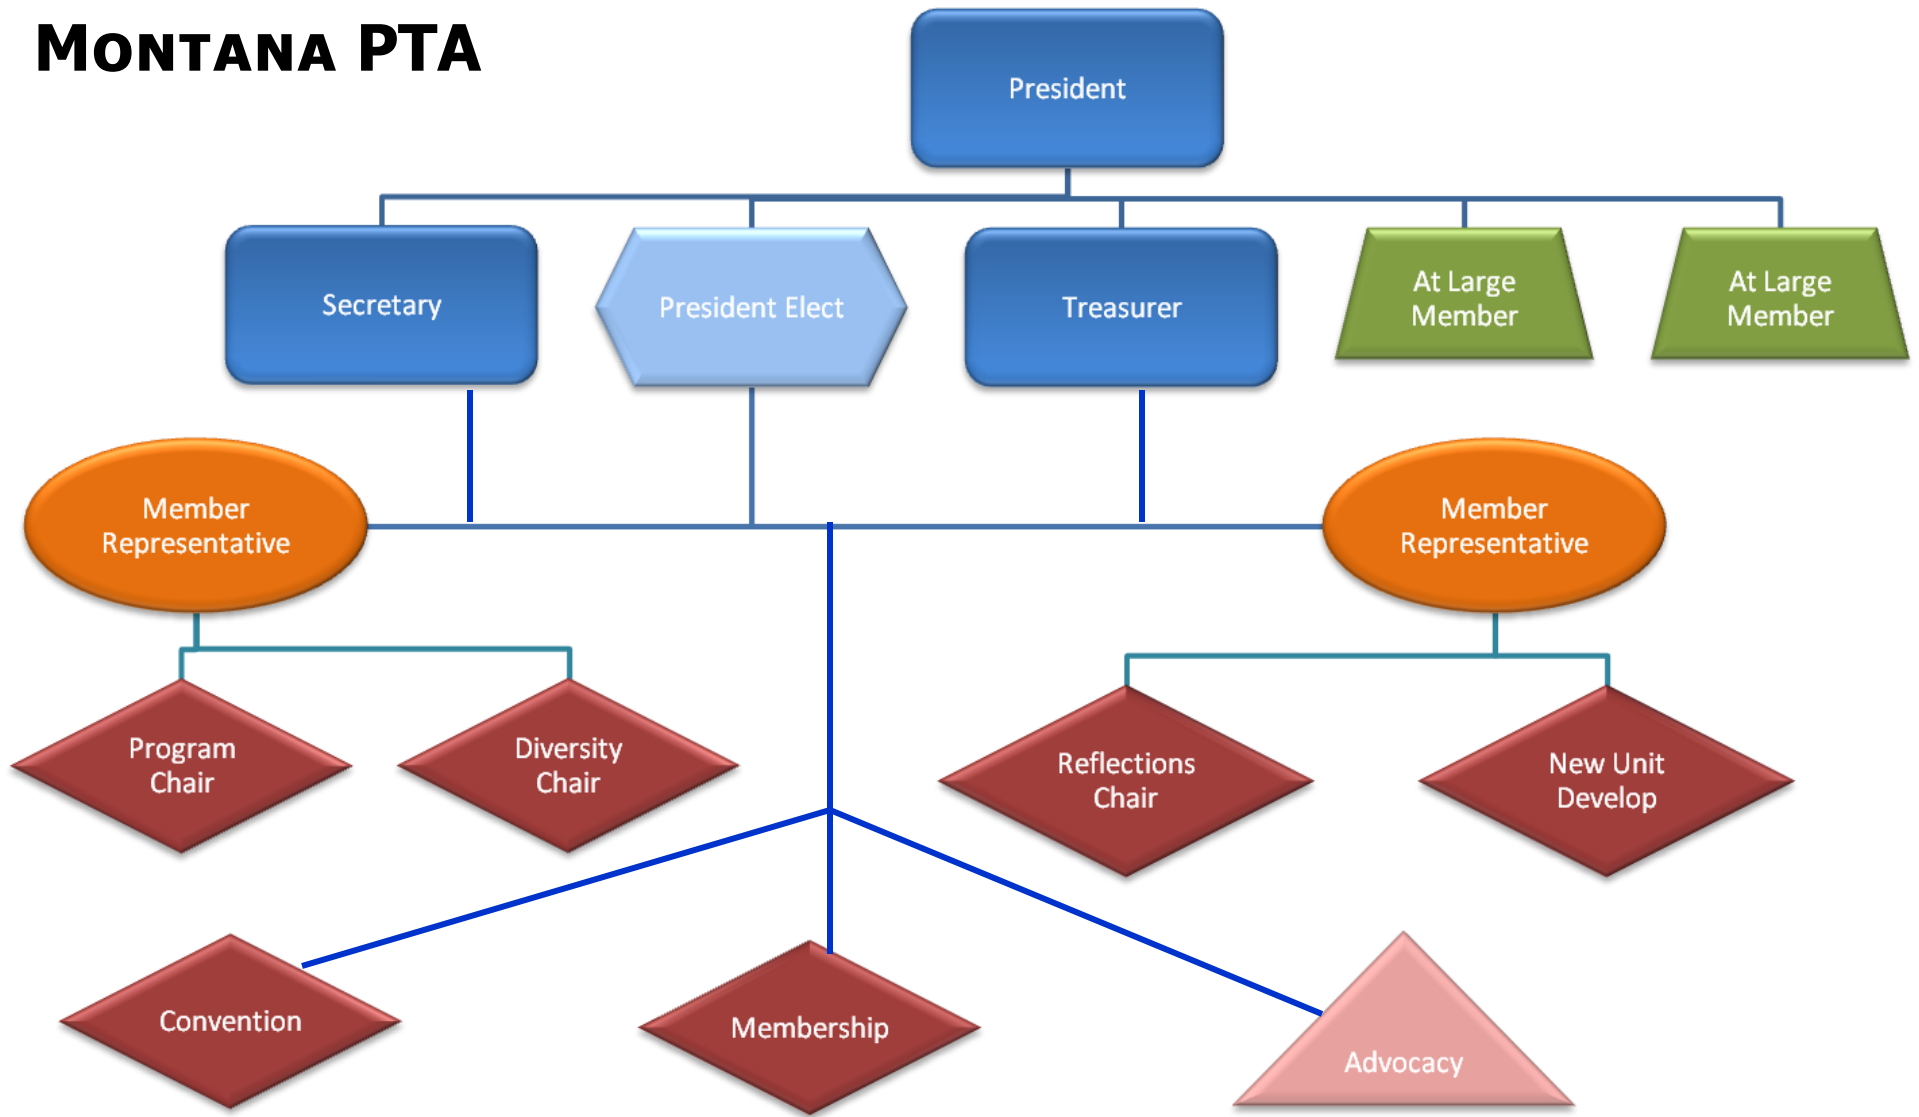 MONTANA PTA
President
Secretary
President Elect
Treasurer
At Large
Member
At Large
Member
Member
Representative
Member
Representative
Program
Chair
Diversity
Chair
Reflections
Chair
New Unit
Develop
Convention
Membership
Advocacy